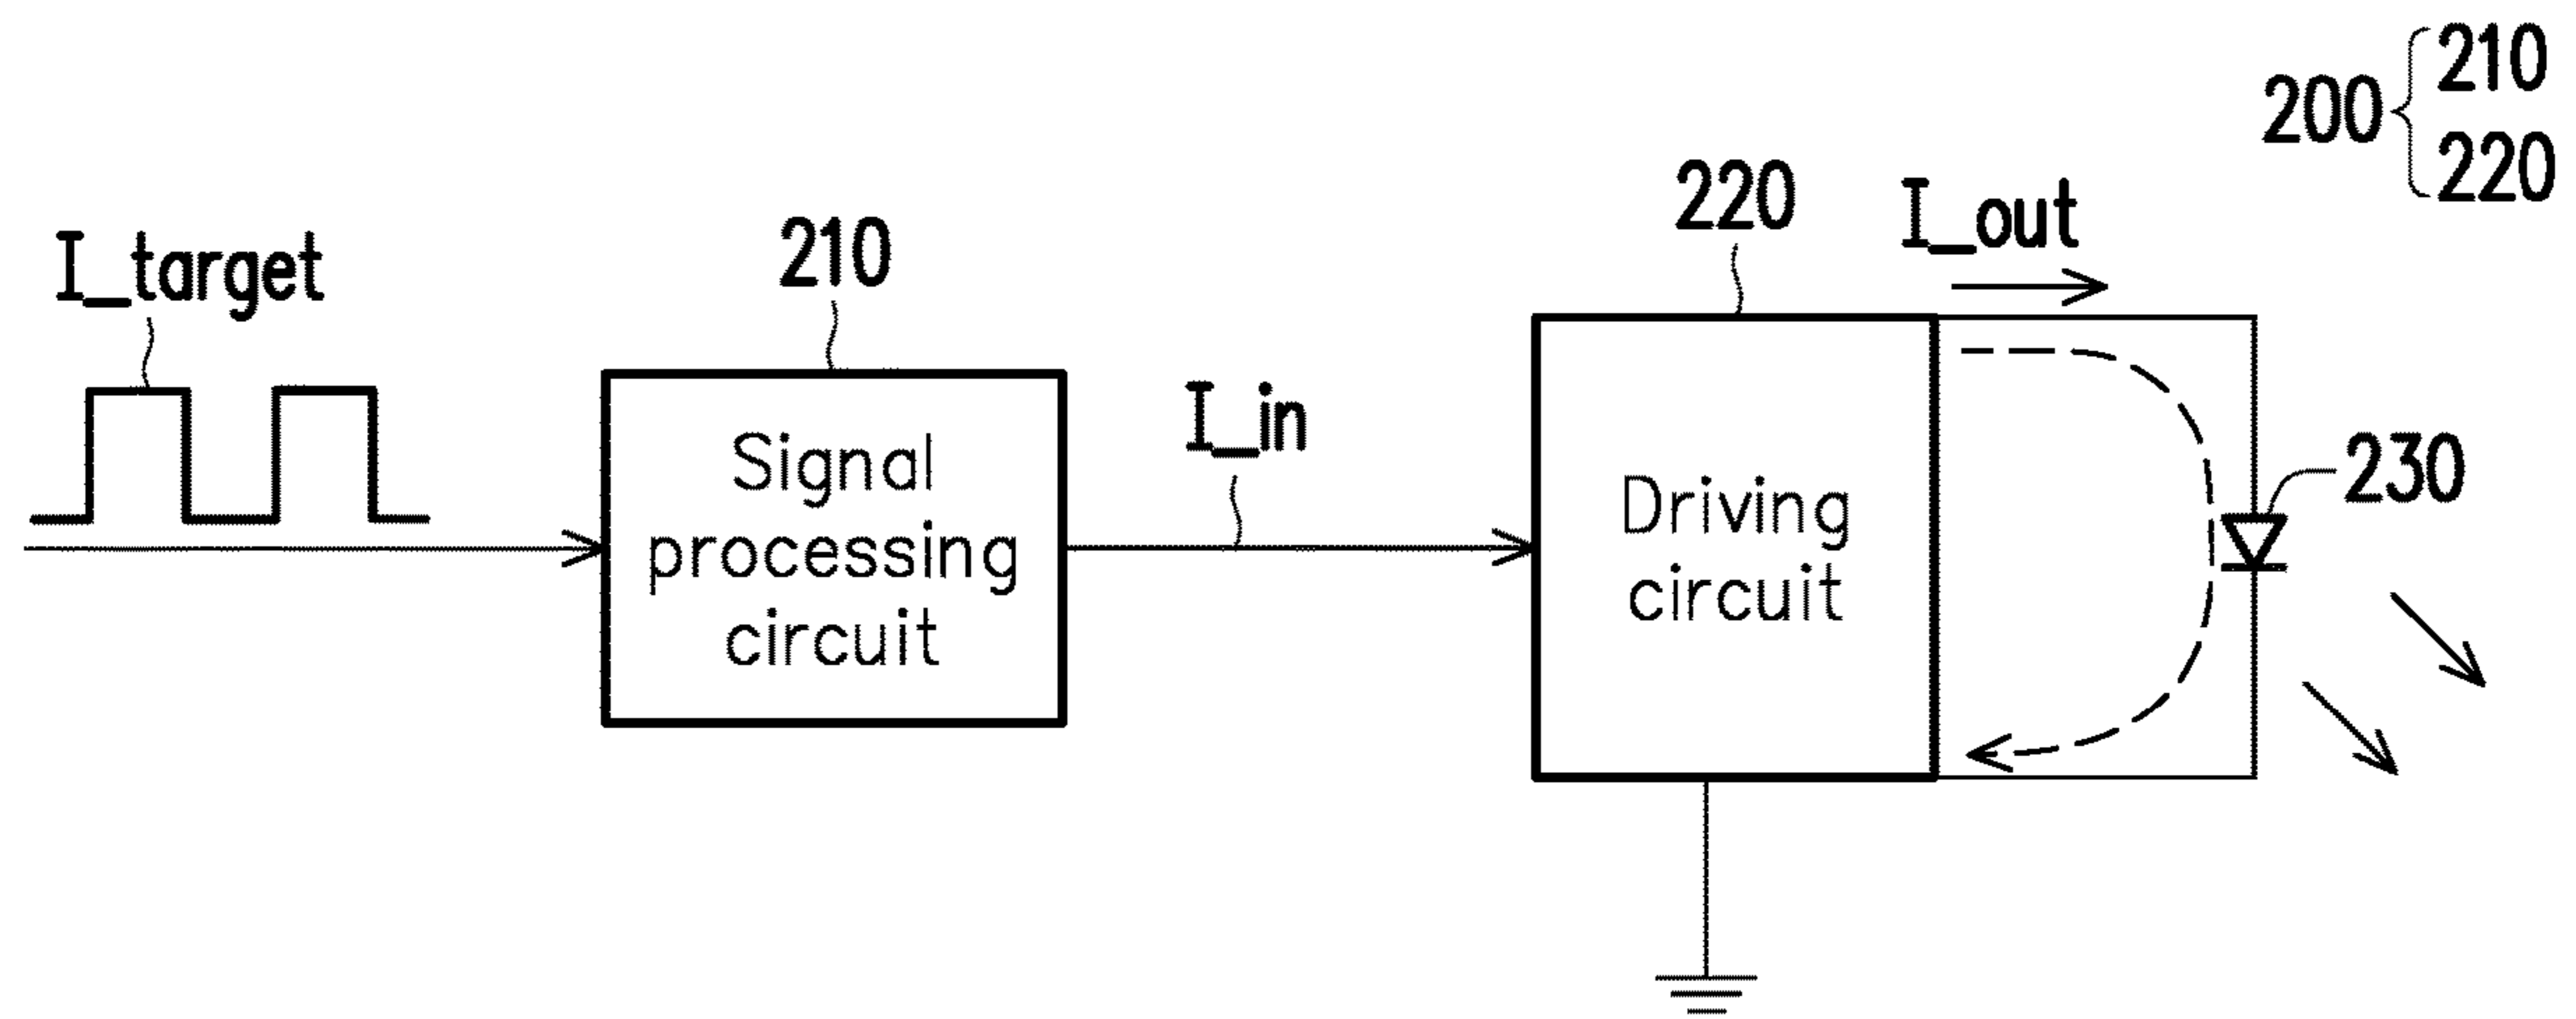 200
210
220
220
I_out
I_target
210
I_in
230
Signal
processing
circuit
Driving
circuit